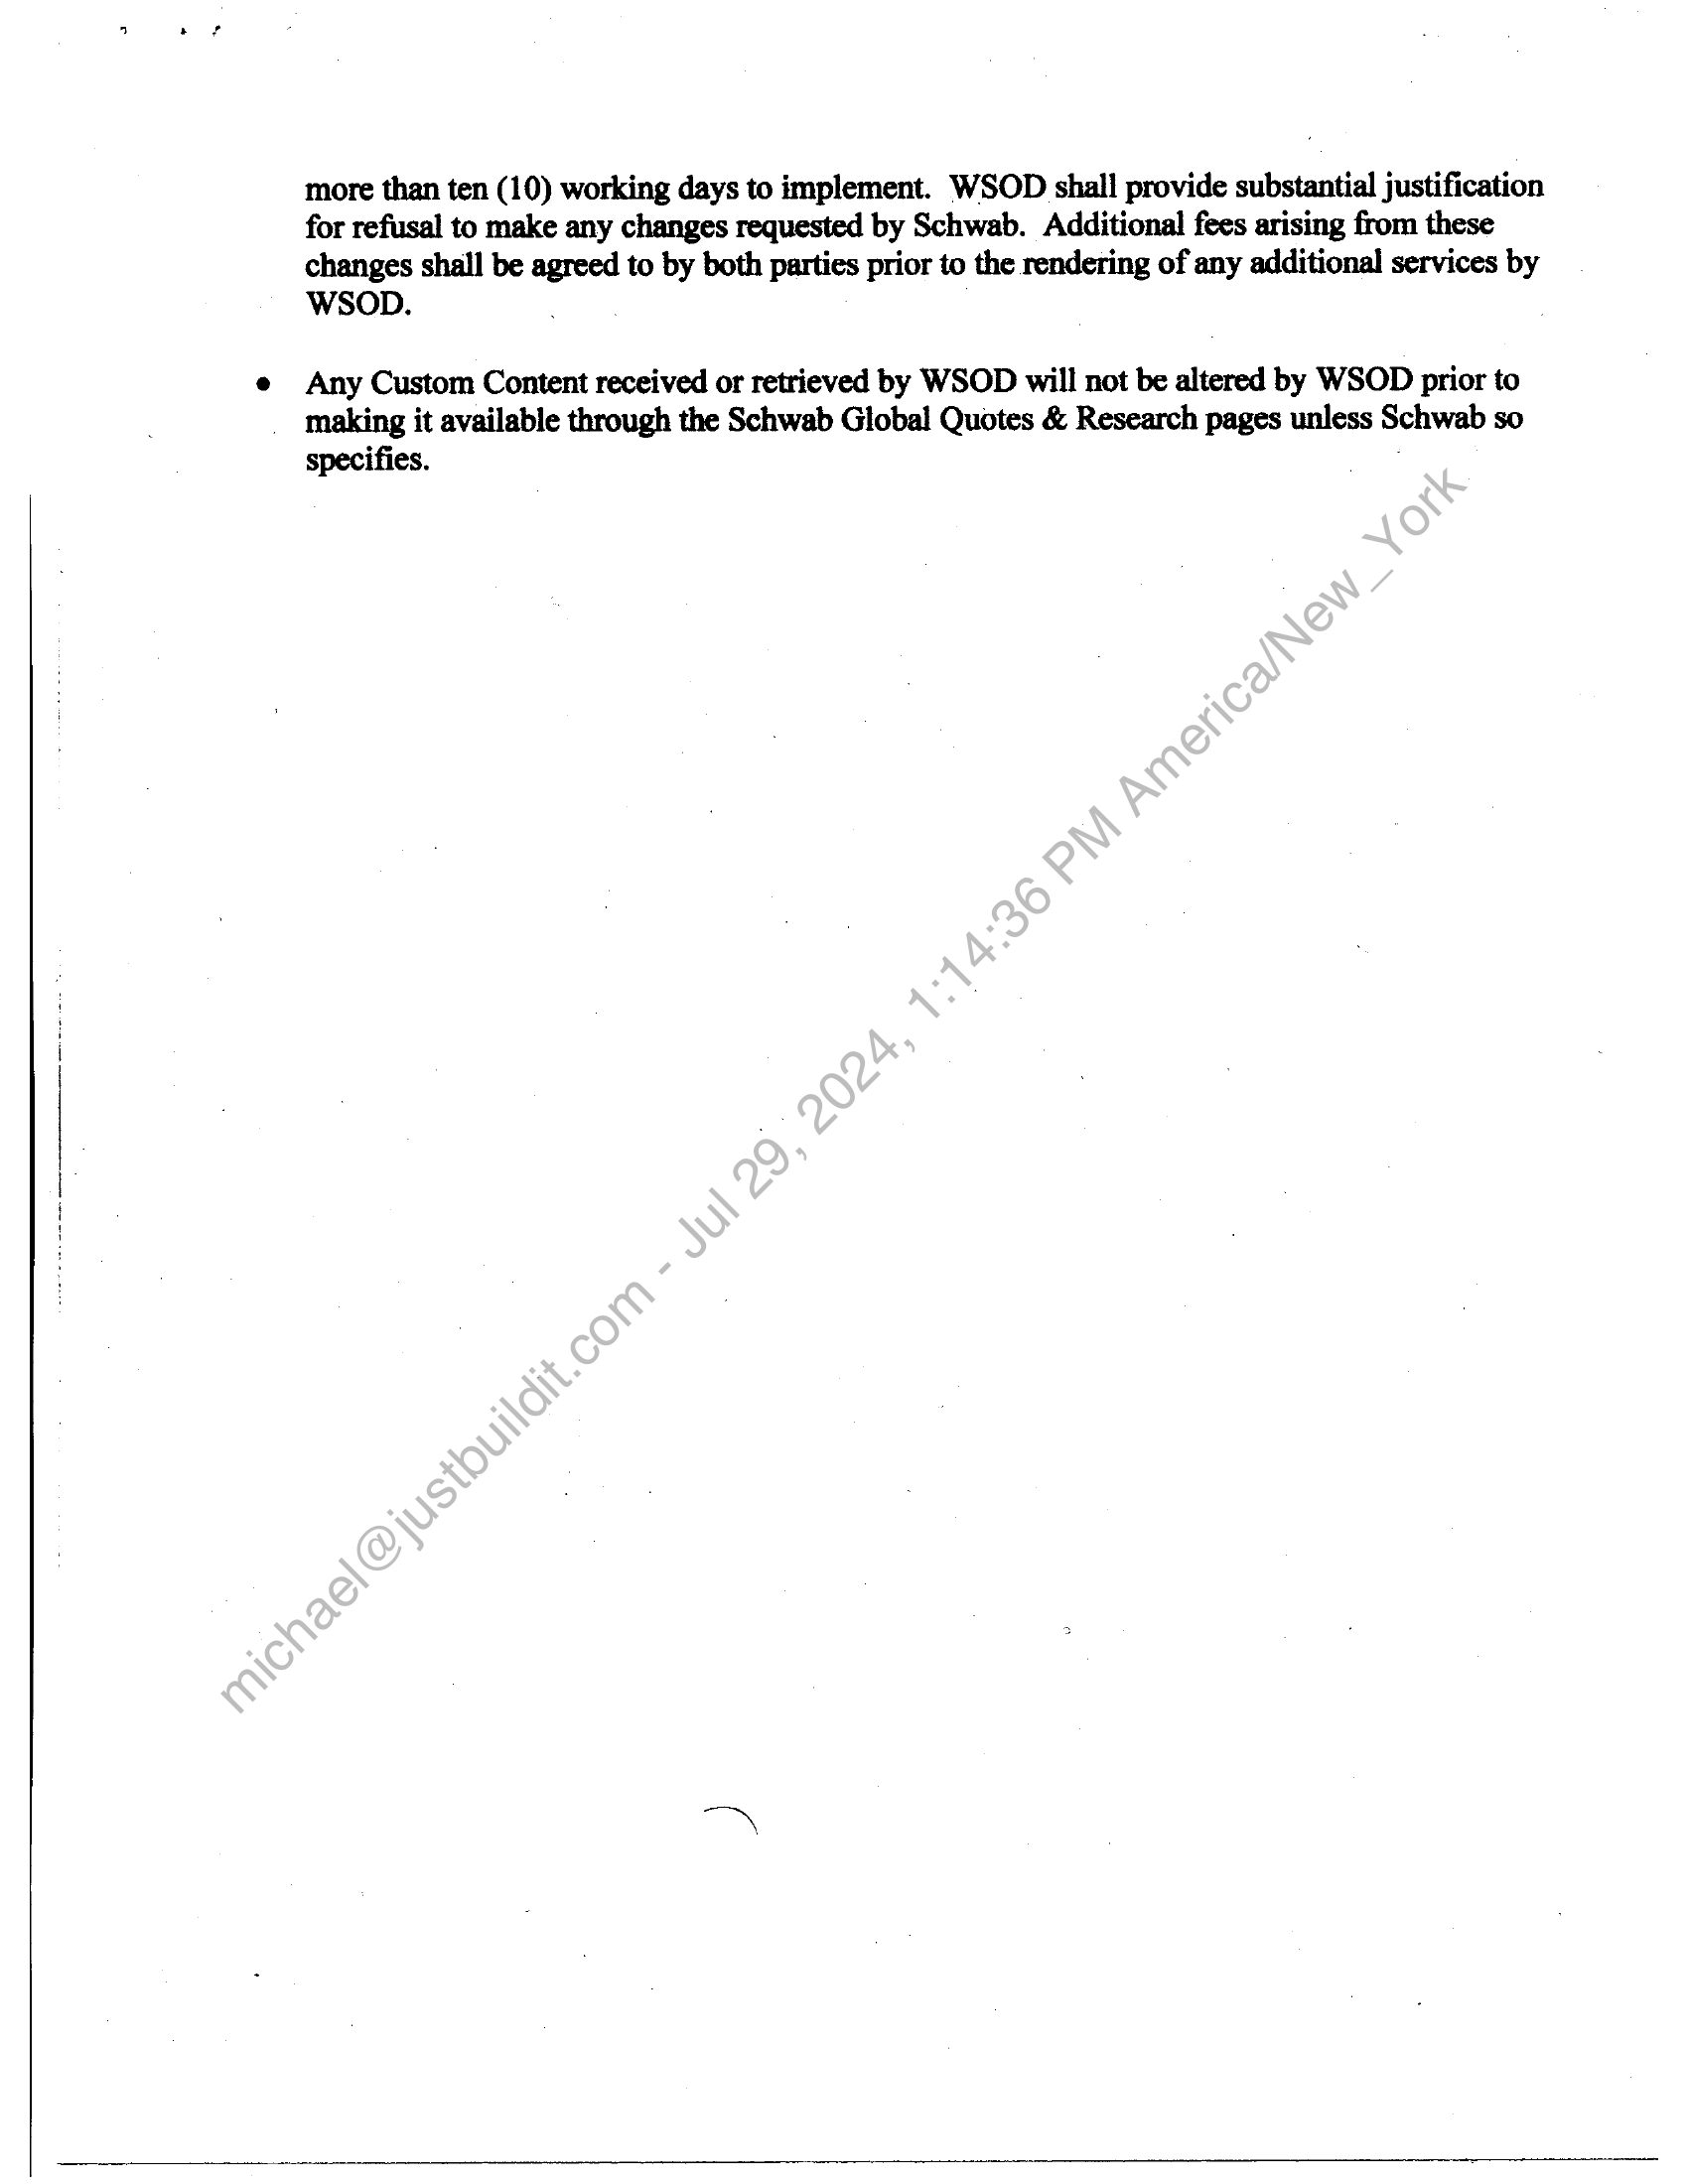 more than ten (10) working days to implement.  WSOD shall provide substantial justification
for refusal to make any changes requested by Schwab.  Additional fees arising from these
changes shall be agreed to by both parties prior to the rendering of any additional services by
WSOD.
• Any Custom Content received or retrieved by WSOD will not be altered by WSOD prior to
making it available through the Schwab Global Quotes & Research pages unless Schwab so
specifies.
michael@justbuildit.com - Jul 29, 2024, 1:14:36 PM America/New_York